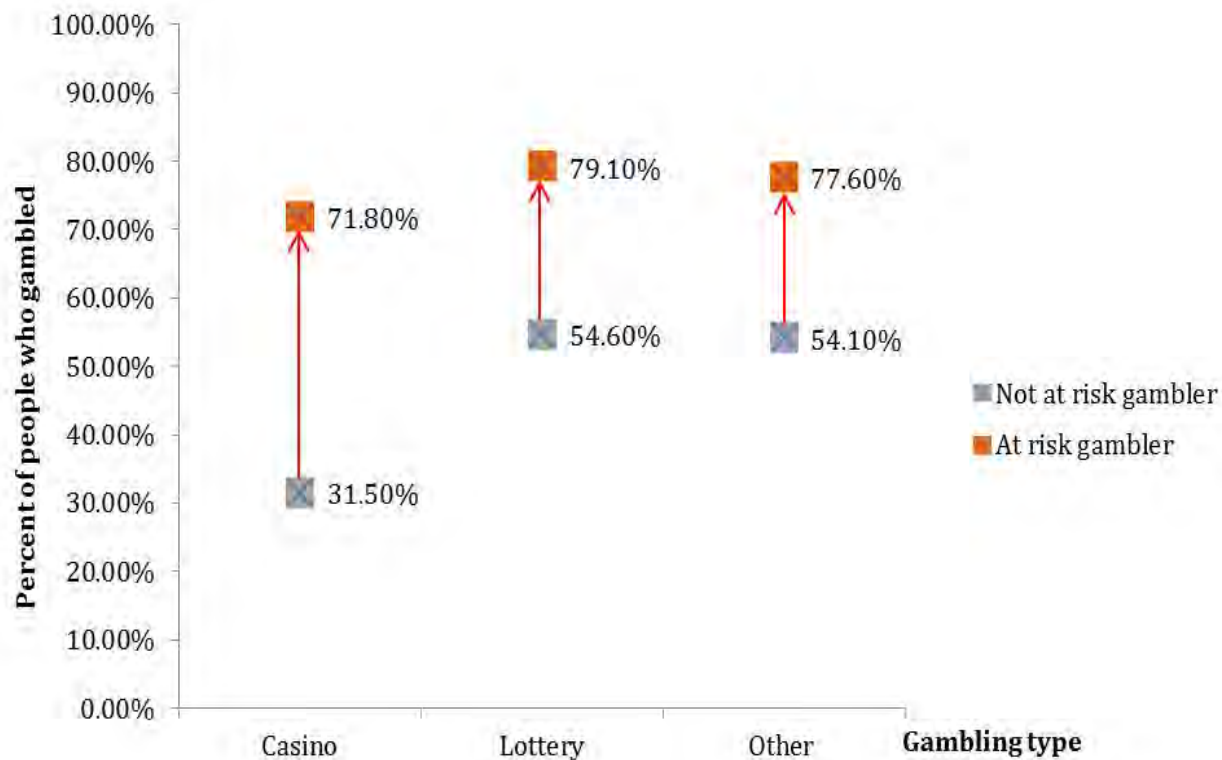 100.00%
90.00%
80.00%
70.00%
60.00%
50.00%
40.00%
30.00%
20.00%
10.00%
0.00%
Percent of people who gambled
79.10%
77.60%
71.80%
54.60%
54.10%
31.50%
Not at risk gambler
At risk gambler
Casino
Lottery
Other
Gambling type